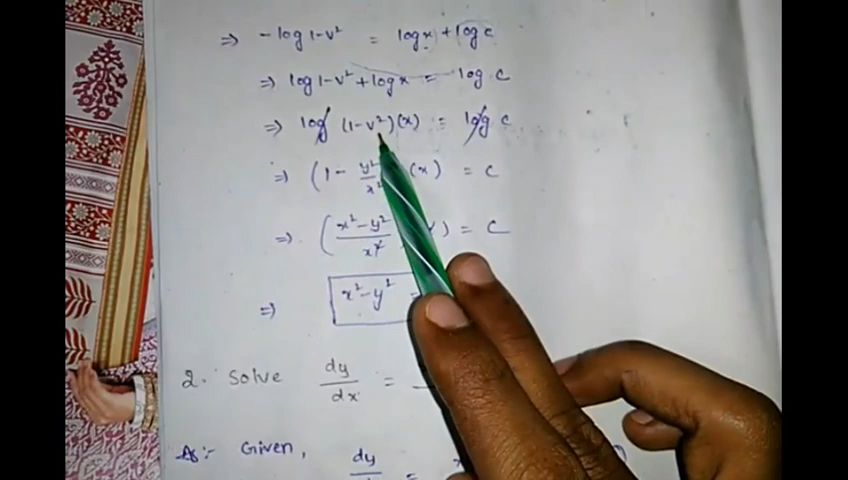 ⇒ -log 1-v² = log x + log c
⇒ log 1-v² + log x = log c
⇒ log (1-v²)(x) = log c
⇒ (1 - y²/x² (x) = c
⇒ (x²-y²/x² ) = c
⇒ x²-y² =
2. Solve dy/dx =
As:- Given, dy =